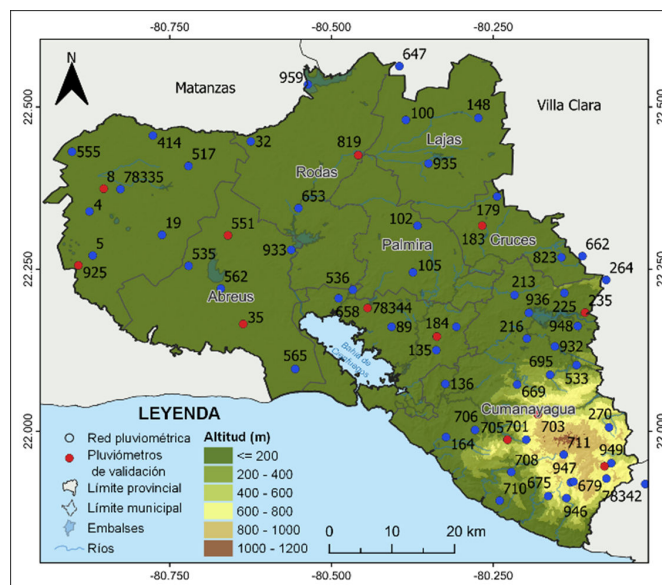 -80.750 -80.500 -80.250
N
647
959
Matanzas
22.500
22.500
100
148
Villa Clara
32
819
Lajas
414
517
555
935
8
78335
Rodas
4
653
179
102
19
551
183
Cruces
Palmira
5
933
823
662
925
535
105
264
562
536
213
936
235
22.250
22.250
Abreus
78344
225
658
35
89
184
216
948
Bahía de
Cienfuegos
135
695
932
565
533
136
669
22.000
22.000
LEYENDA
Cumanayagua
270
Red pluviométrica
Altitud (m)
706
705
701
703
Pluviómetros
de validación
<= 200
164
711
200 - 400
708
947
949
Límite provincial
400 - 600
675
679
Límite municipal
600 - 800
710
78342
Embalses
800 - 1000
946
Ríos
1000 - 1200
0 10 20 km
-80.750 -80.500 -80.250